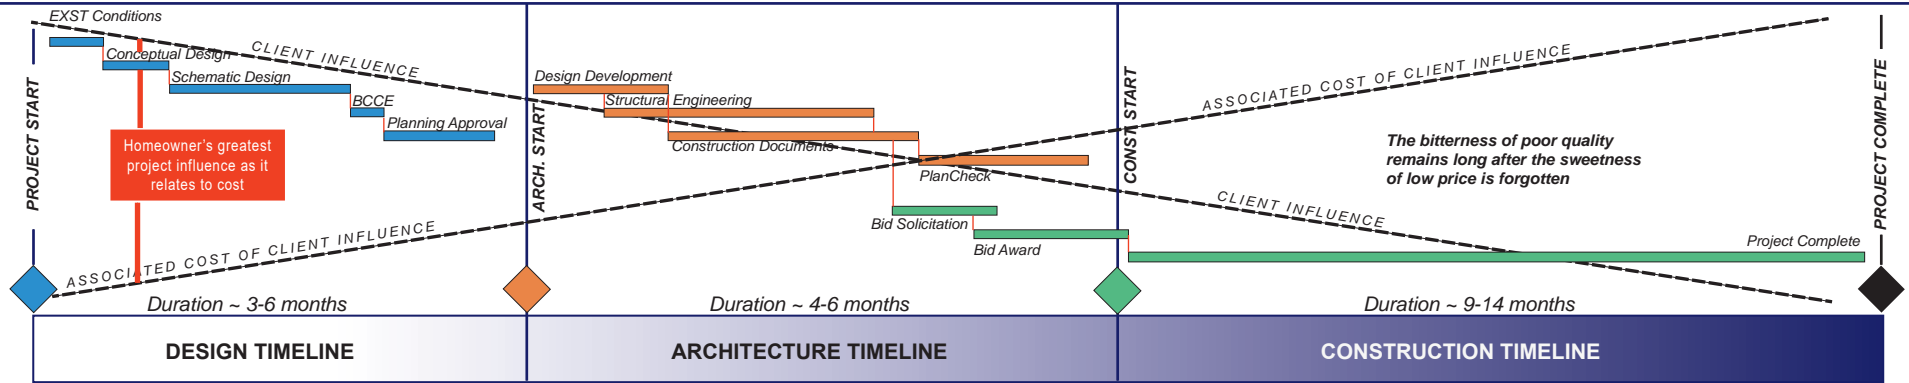 EXST Conditions
Conceptual Design
Schematic Design
BCCE
Planning Approval
CLIENT INFLUENCE
PROJECT START
Homeowner's greatest
project influence as it
relates to cost
ASSOCIATED COST OF CLIENT INFLUENCE
Duration ~ 3-6 months
DESIGN TIMELINE
ARCH. START
Design Development
Structural Engineering
Construction Documents
PlanCheck
Bid Solicitation
Bid Award
Duration ~ 4-6 months
ARCHITECTURE TIMELINE
CONST. START
ASSOCIATED COST OF CLIENT INFLUENCE
The bitterness of poor quality
remains long after the sweetness
of low price is forgotten
CLIENT INFLUENCE
Project Complete
PROJECT COMPLETE
Duration ~ 9-14 months
CONSTRUCTION TIMELINE